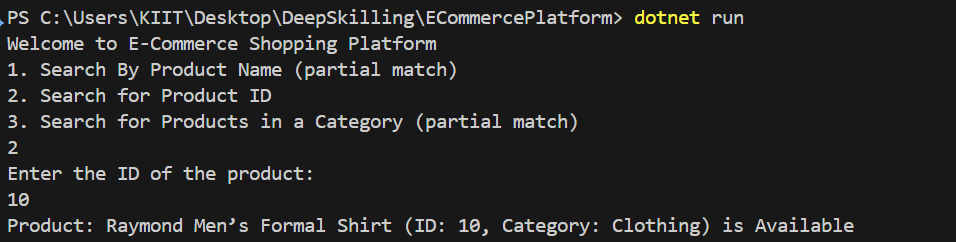 PS C:\Users\KIIT\Desktop\DeepSkilling\ECommercePlatform> dotnet run
Welcome to E-Commerce Shopping Platform
1. Search By Product Name (partial match)
2. Search for Product ID
3. Search for Products in a Category (partial match)
2
Enter the ID of the product:
10
Product: Raymond Men’s Formal Shirt (ID: 10, Category: Clothing) is Available